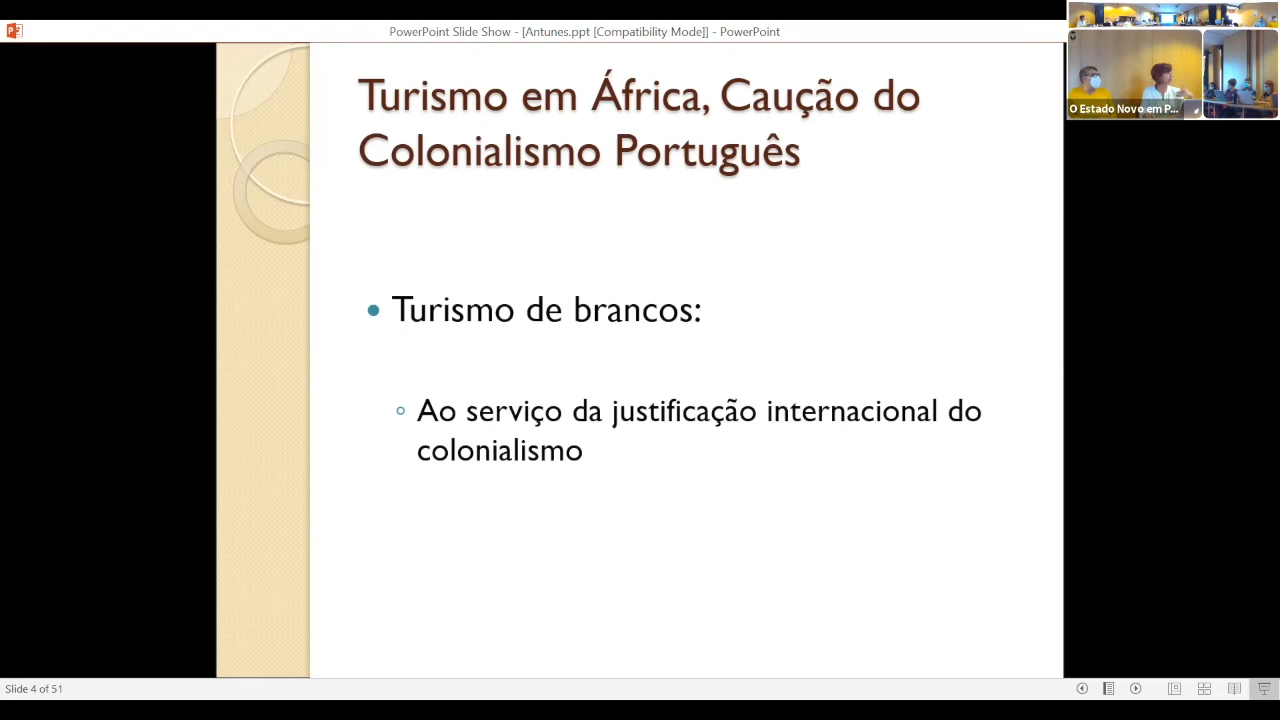 PowerPoint Slide Show - [Antunes.ppt [Compatibility Mode]] - PowerPoint
O Estado Novo em P...
Turismo em África, Caução do
Colonialismo Português
Turismo de brancos:
Ao serviço da justificação internacional do
colonialismo
Slide 4 of 51